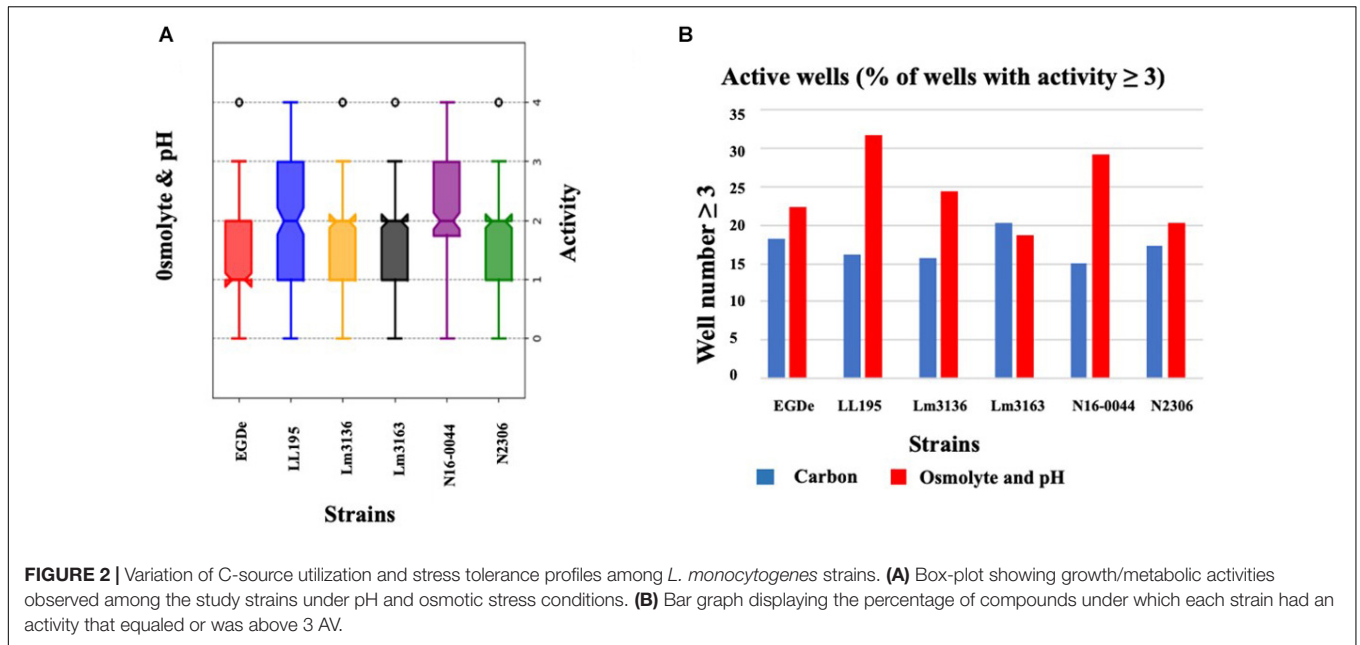 A
0smolyte & pH
4
3
2
1
0
Activity
EGDe
LL195
Lm3136
Lm3163
N16-0044
N2306
Strains
B
Active wells (% of wells with activity ≥ 3)
Well number ≥ 3
35
30
25
20
15
10
5
0
EGDe LL195 Lm3136 Lm3163 N16-0044 N2306
Strains
Carbon Osmolyte and pH
FIGURE 2 | Variation of C-source utilization and stress tolerance profiles among L. monocytogenes strains. (A) Box-plot showing growth/metabolic activities
observed among the study strains under pH and osmotic stress conditions. (B) Bar graph displaying the percentage of compounds under which each strain had an
activity that equaled or was above 3 AV.